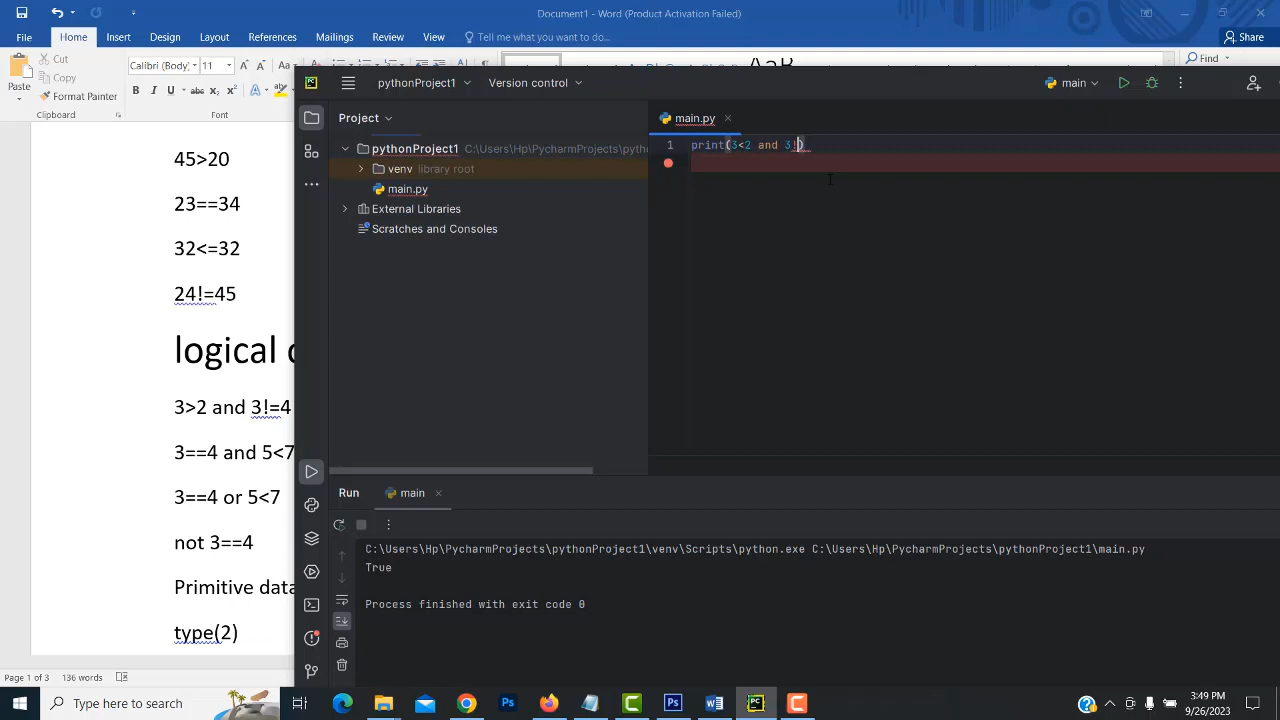 Document1 - Word (Product Activation Failed)
File Home Insert Design Layout References Mailings Review View Tell me what you want to do... Share
Paste Cut Calibri (Body) 11 Find
Copy
Format Painter
Clipboard Font
pythonProject1 Version control main
Project main.py
pythonProject1 C:\Users\Hp\PycharmProjects\pyth
venv library root
main.py
External Libraries
Scratches and Consoles
1 print(3<2 and 3!)
45>20
23==34
32<=32
24!=45
logical
3>2 and 3!=4
3==4 and 5<7
3==4 or 5<7
not 3==4
Primitive data
type(2)
Run main
C:\Users\Hp\PycharmProjects\pythonProject1\venv\Scripts\python.exe C:\Users\Hp\PycharmProjects\pythonProject1\main.py
True
Process finished with exit code 0
Page 1 of 3 136 words
Type here to search
3:49 PM
9/26/2023